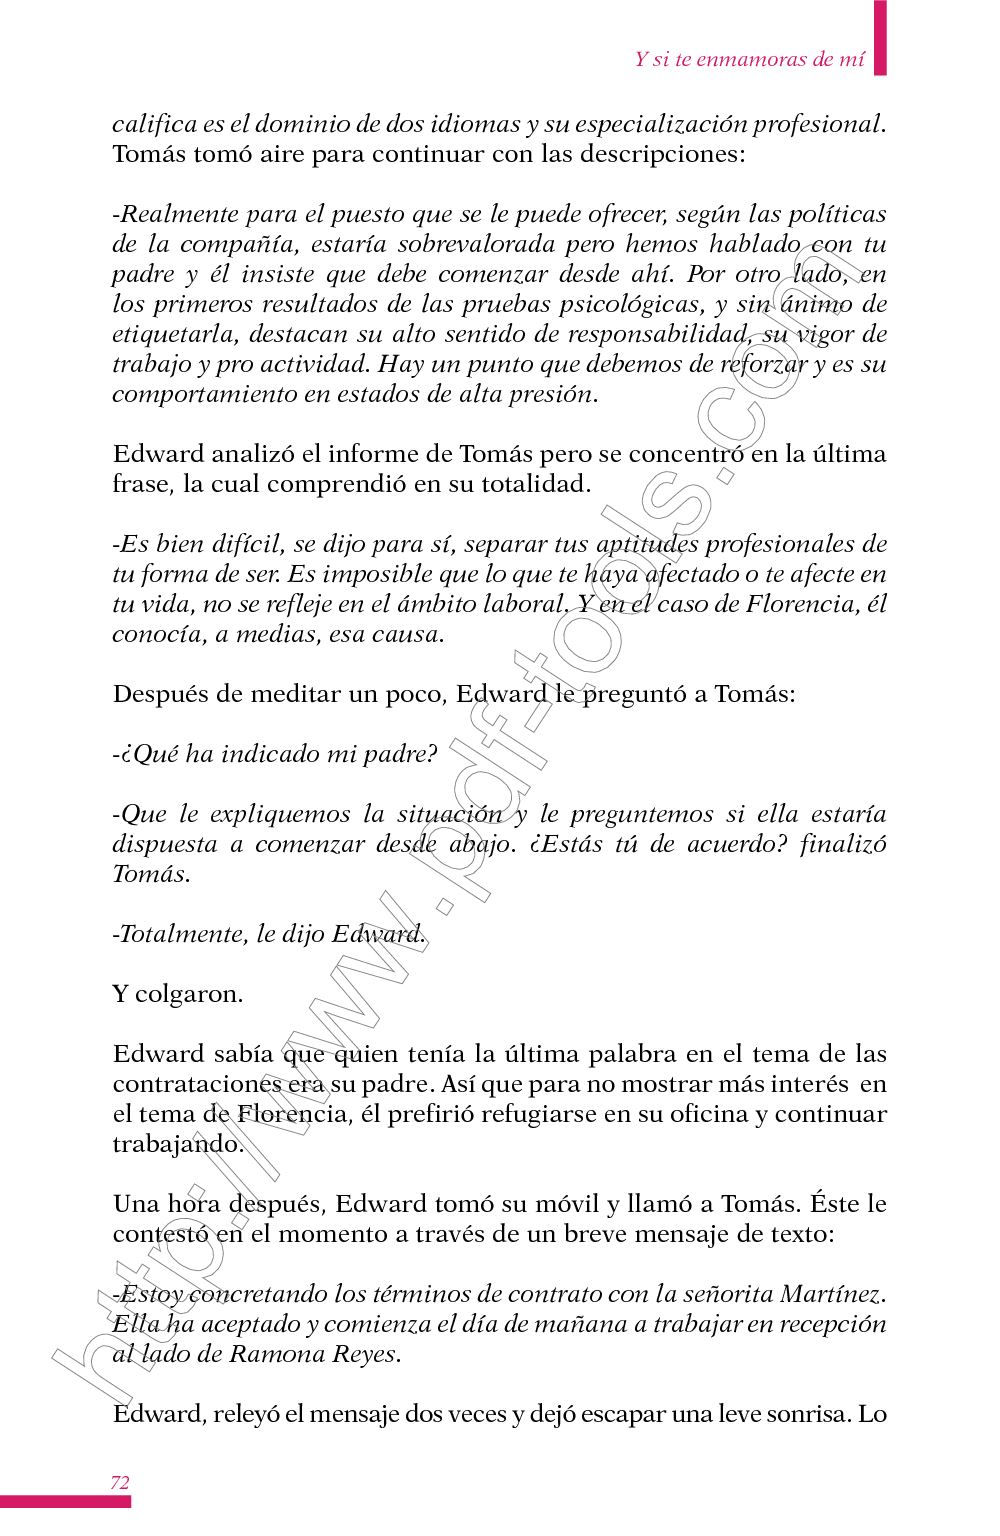 Y si te enmamoras de mí
califica es el dominio de dos idiomas y su especialización profesional.
Tomás tomó aire para continuar con las descripciones:
-Realmente para el puesto que se le puede ofrecer, según las políticas
de la compañía, estaría sobrevalorada pero hemos hablado con tu
padre y él insiste que debe comenzar desde ahí. Por otro lado, en
los primeros resultados de las pruebas psicológicas, y sin ánimo de
etiquetarla, destacan su alto sentido de responsabilidad, su vigor de
trabajo y pro actividad. Hay un punto que debemos de reforzar y es su
comportamiento en estados de alta presión.
Edward analizó el informe de Tomás pero se concentró en la última
frase, la cual comprendió en su totalidad.
-Es bien difícil, se dijo para sí, separar tus aptitudes profesionales de
tu forma de ser. Es imposible que lo que te haya afectado o te afecte en
tu vida, no se refleje en el ámbito laboral. Y en el caso de Florencia, él
conocía, a medias, esa causa.
Después de meditar un poco, Edward le preguntó a Tomás:
-¿Qué ha indicado mi padre?
-Que le expliquemos la situación y le preguntemos si ella estaría
dispuesta a comenzar desde abajo. ¿Estás tú de acuerdo? finalizó
Tomás.
-Totalmente, le dijo Edward.
Y colgaron.
Edward sabía que quien tenía la última palabra en el tema de las
contrataciones era su padre. Así que para no mostrar más interés en
el tema de Florencia, él prefirió refugiarse en su oficina y continuar
trabajando.
Una hora después, Edward tomó su móvil y llamó a Tomás. Éste le
contestó en el momento a través de un breve mensaje de texto:
-Estoy concretando los términos de contrato con la señorita Martínez.
Ella ha aceptado y comienza el día de mañana a trabajar en recepción
al lado de Ramona Reyes.
Edward, releyó el mensaje dos veces y dejó escapar una leve sonrisa. Lo
72
http://www.pdf-tools.com